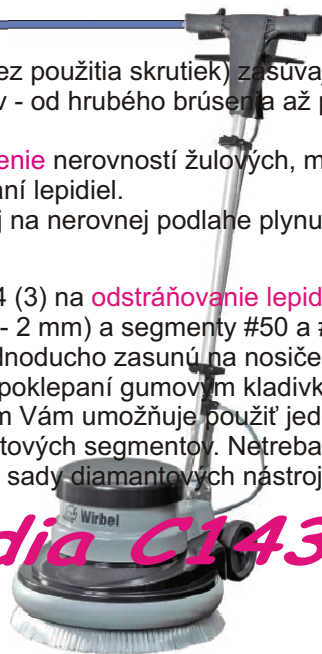 ez použitia skrutiek) zasúvaj
v - od hrubého brúsenia až p
enie nerovností žulových, m
aní lepidiel.
j na nerovnej podlahe plynu
4 (3) na odstráňovanie lepid
- 2 mm) a segmenty #50 a #
dnoducho zasunú na nosiče
poklepaní gumovým kladivk
m Vám umožňuje použiť jed
tových segmentov. Netreba
sady diamantových nástroj
Wirbel
dia C143